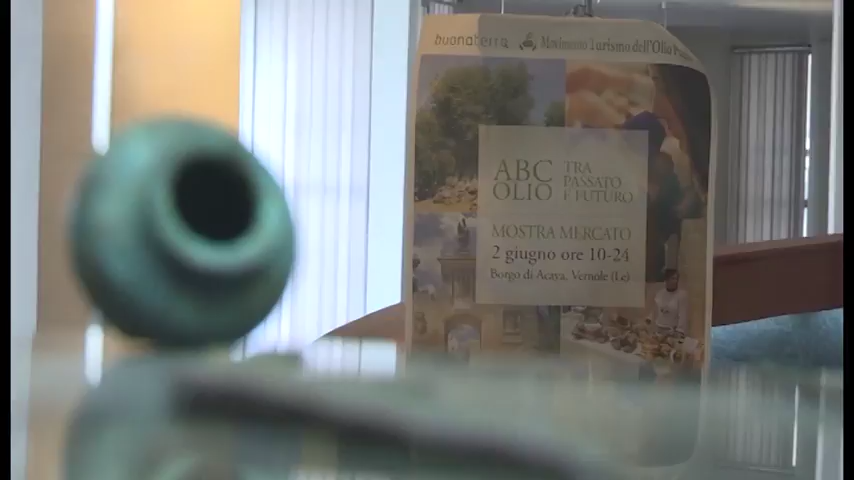 buonaterra Movimento Turismo dell'Olio Puglia
ABC OLIO
TRA PASSATO E FUTURO
MOSTRA MERCATO
2 giugno ore 10-24
Borgo di Acaya, Vernole (Le)